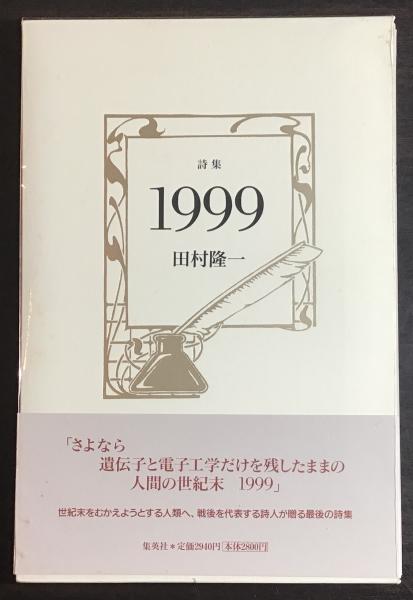 詩集
1999
田村隆一
「さよなら
遺伝子と電子工学だけを残したままの
人間の世紀末 1999」
世紀末をむかえようとする人類へ、戦後を代表する詩人が贈る最後の詩集
集英社*定価2940円 本体2800円